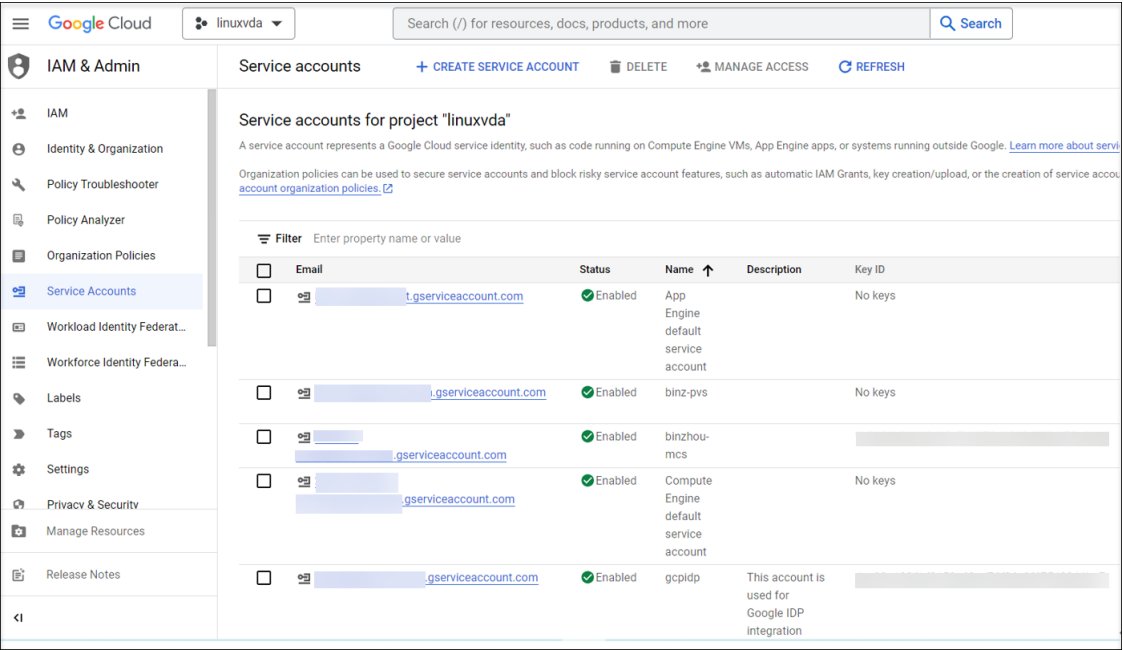 Google Cloud
linuxvda
Search (/) for resources, docs, products, and more
Search
IAM & Admin
Service accounts
CREATE SERVICE ACCOUNT
DELETE
MANAGE ACCESS
REFRESH
IAM
Identity & Organization
Policy Troubleshooter
Policy Analyzer
Organization Policies
Service Accounts
Workload Identity Federat...
Workforce Identity Federa...
Labels
Tags
Settings
Privacy & Security
Manage Resources
Release Notes
Service accounts for project "linuxvda"
A service account represents a Google Cloud service identity, such as code running on Compute Engine VMs, App Engine apps, or systems running outside Google. Learn more about servi
Organization policies can be used to secure service accounts and block risky service account features, such as automatic IAM Grants, key creation/upload, or the creation of service accou
account organization policies.
Filter Enter property name or value
Email Status Name Description Key ID
t.gserviceaccount.com Enabled App No keys
Engine
default
service
account
.gserviceaccount.com Enabled binz-pvs No keys
Enabled binzhou-
.gserviceaccount.com mcs
Enabled Compute No keys
.gserviceaccount.com Engine
default
service
account
.gserviceaccount.com Enabled gcpidp This account is
used for
Google IDP
integration